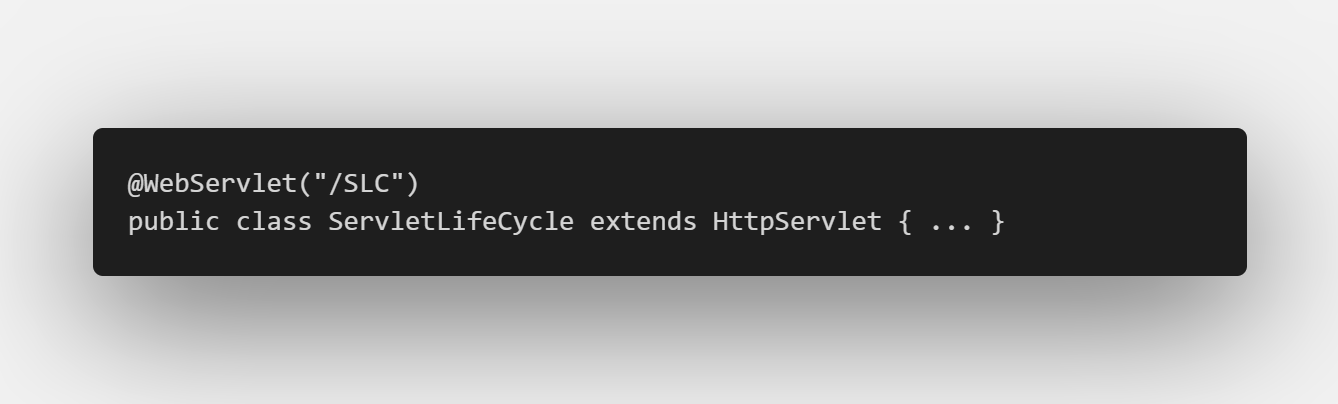 @WebServlet("/SLC")
public class ServletLifeCycle extends HttpServlet { ... }